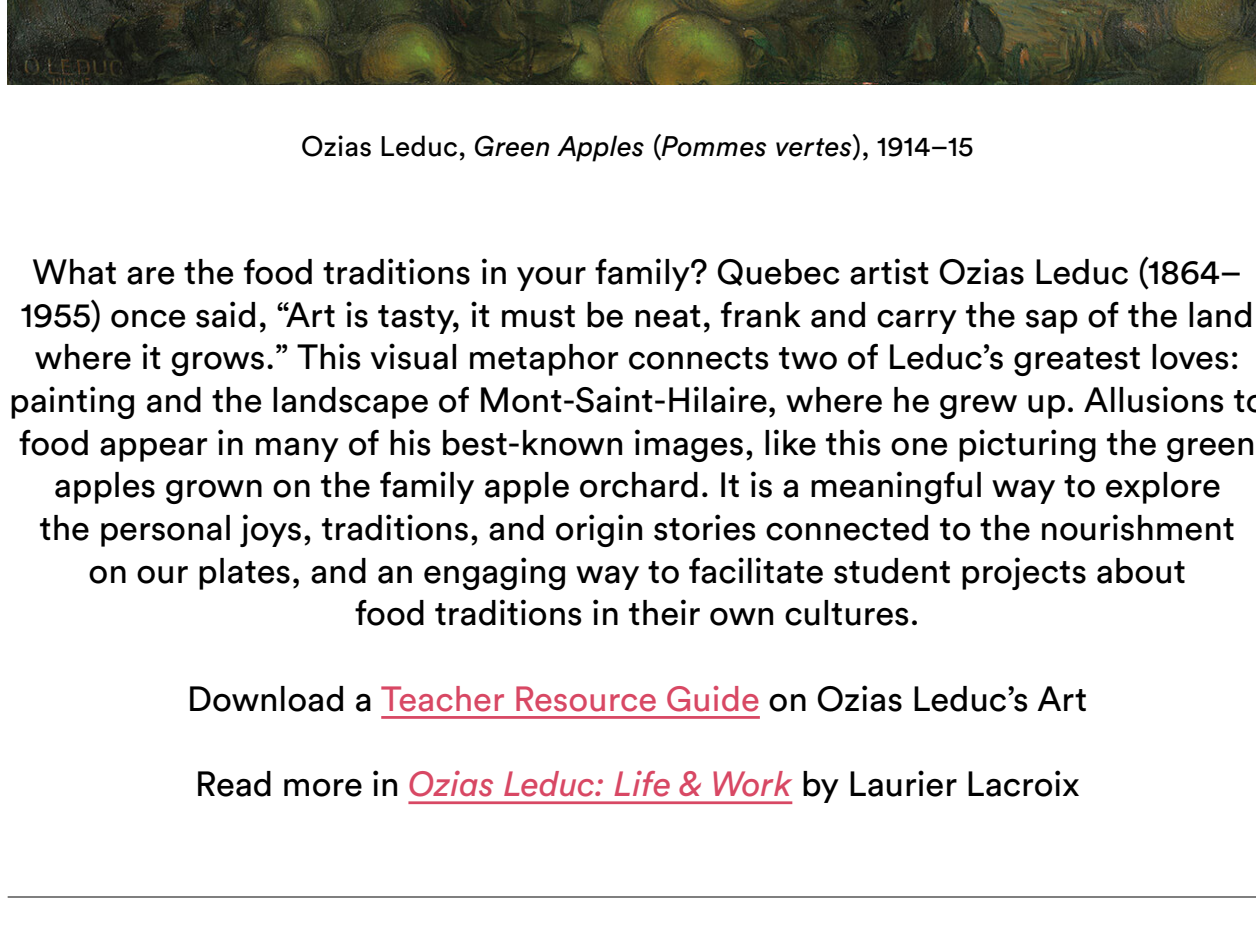 O. LEDUC
Ozias Leduc, Green Apples (Pommes vertes), 1914–15
What are the food traditions in your family? Quebec artist Ozias Leduc (1864–
1955) once said, “Art is tasty, it must be neat, frank and carry the sap of the land
where it grows.” This visual metaphor connects two of Leduc’s greatest loves:
painting and the landscape of Mont-Saint-Hilaire, where he grew up. Allusions to
food appear in many of his best-known images, like this one picturing the green
apples grown on the family apple orchard. It is a meaningful way to explore
the personal joys, traditions, and origin stories connected to the nourishment
on our plates, and an engaging way to facilitate student projects about
food traditions in their own cultures.
Download a Teacher Resource Guide on Ozias Leduc’s Art
Read more in Ozias Leduc: Life & Work by Laurier Lacroix